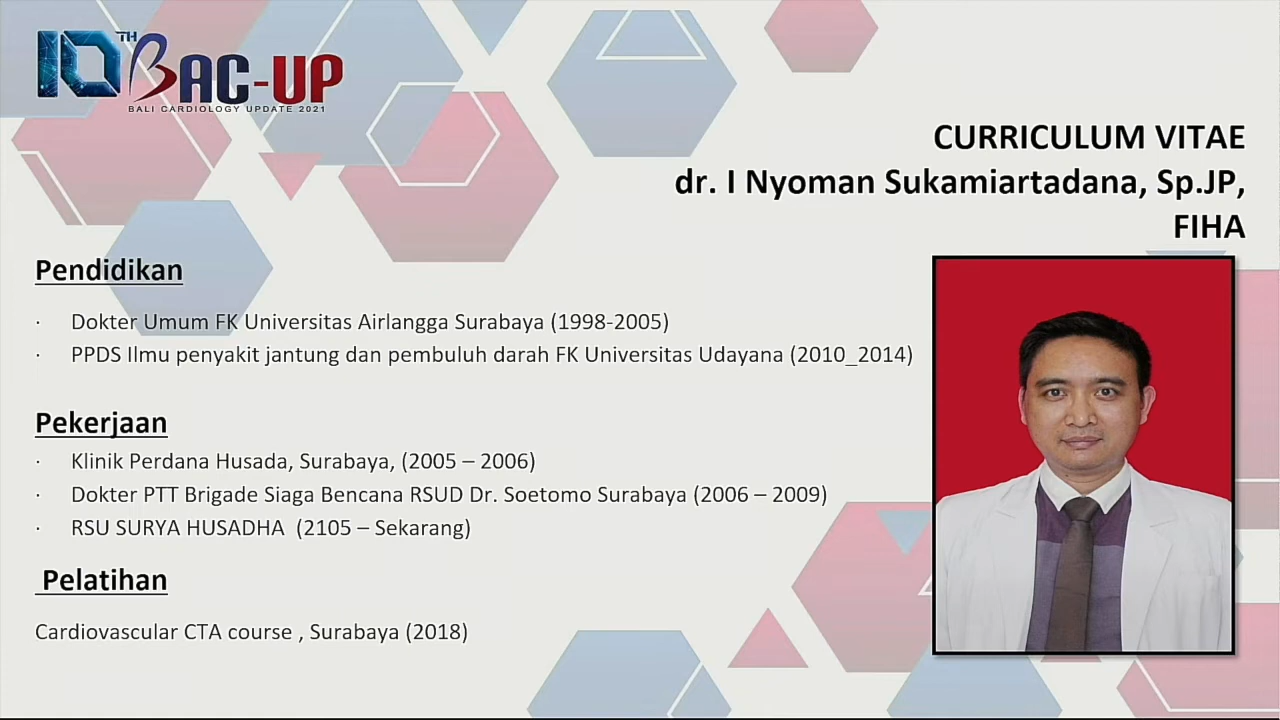 10TH BAC-UP
BALI CARDIOLOGY UPDATE 2021
CURRICULUM VITAE
dr. I Nyoman Sukamiartadana, Sp.JP,
FIHA
Pendidikan
· Dokter Umum FK Universitas Airlangga Surabaya (1998-2005)
· PPDS Ilmu penyakit jantung dan pembuluh darah FK Universitas Udayana (2010_2014)
Pekerjaan
· Klinik Perdana Husada, Surabaya, (2005 – 2006)
· Dokter PTT Brigade Siaga Bencana RSUD Dr. Soetomo Surabaya (2006 – 2009)
· RSU SURYA HUSADHA (2105 – Sekarang)
Pelatihan
Cardiovascular CTA course , Surabaya (2018)